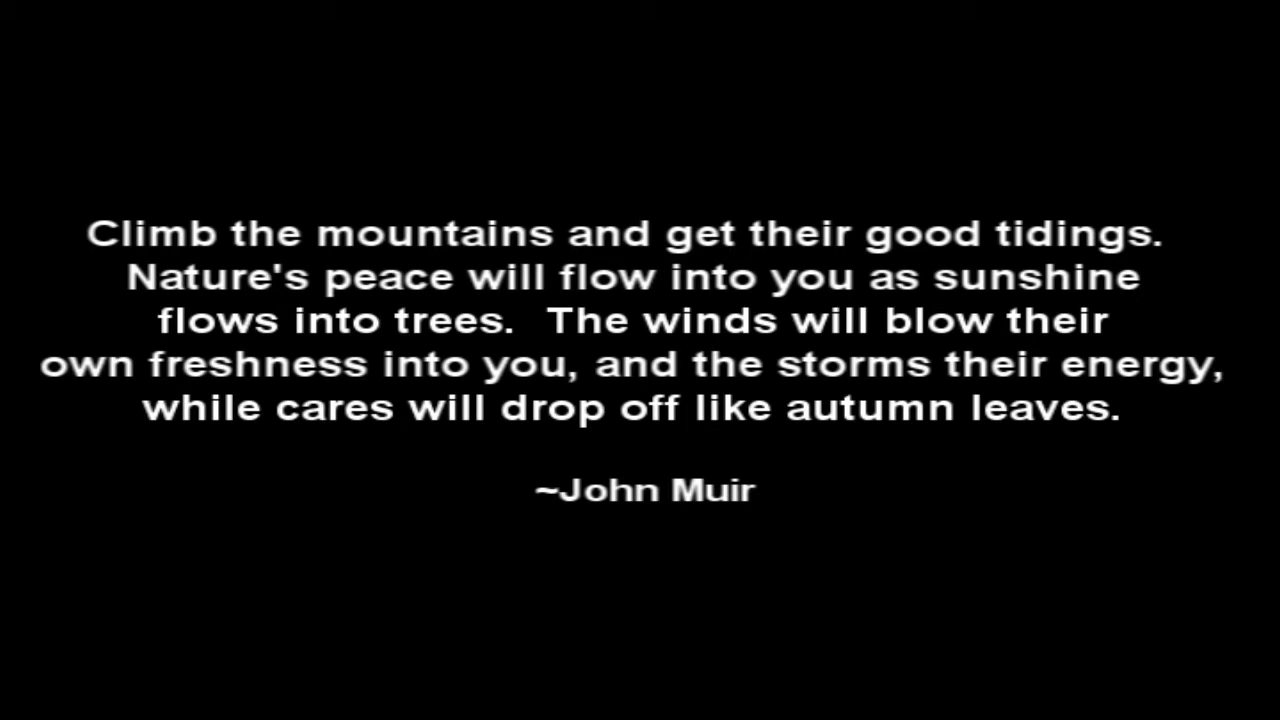 Climb the mountains and get their good tidings.
Nature's peace will flow into you as sunshine
flows into trees.  The winds will blow their
own freshness into you, and the storms their energy,
while cares will drop off like autumn leaves.
~John Muir